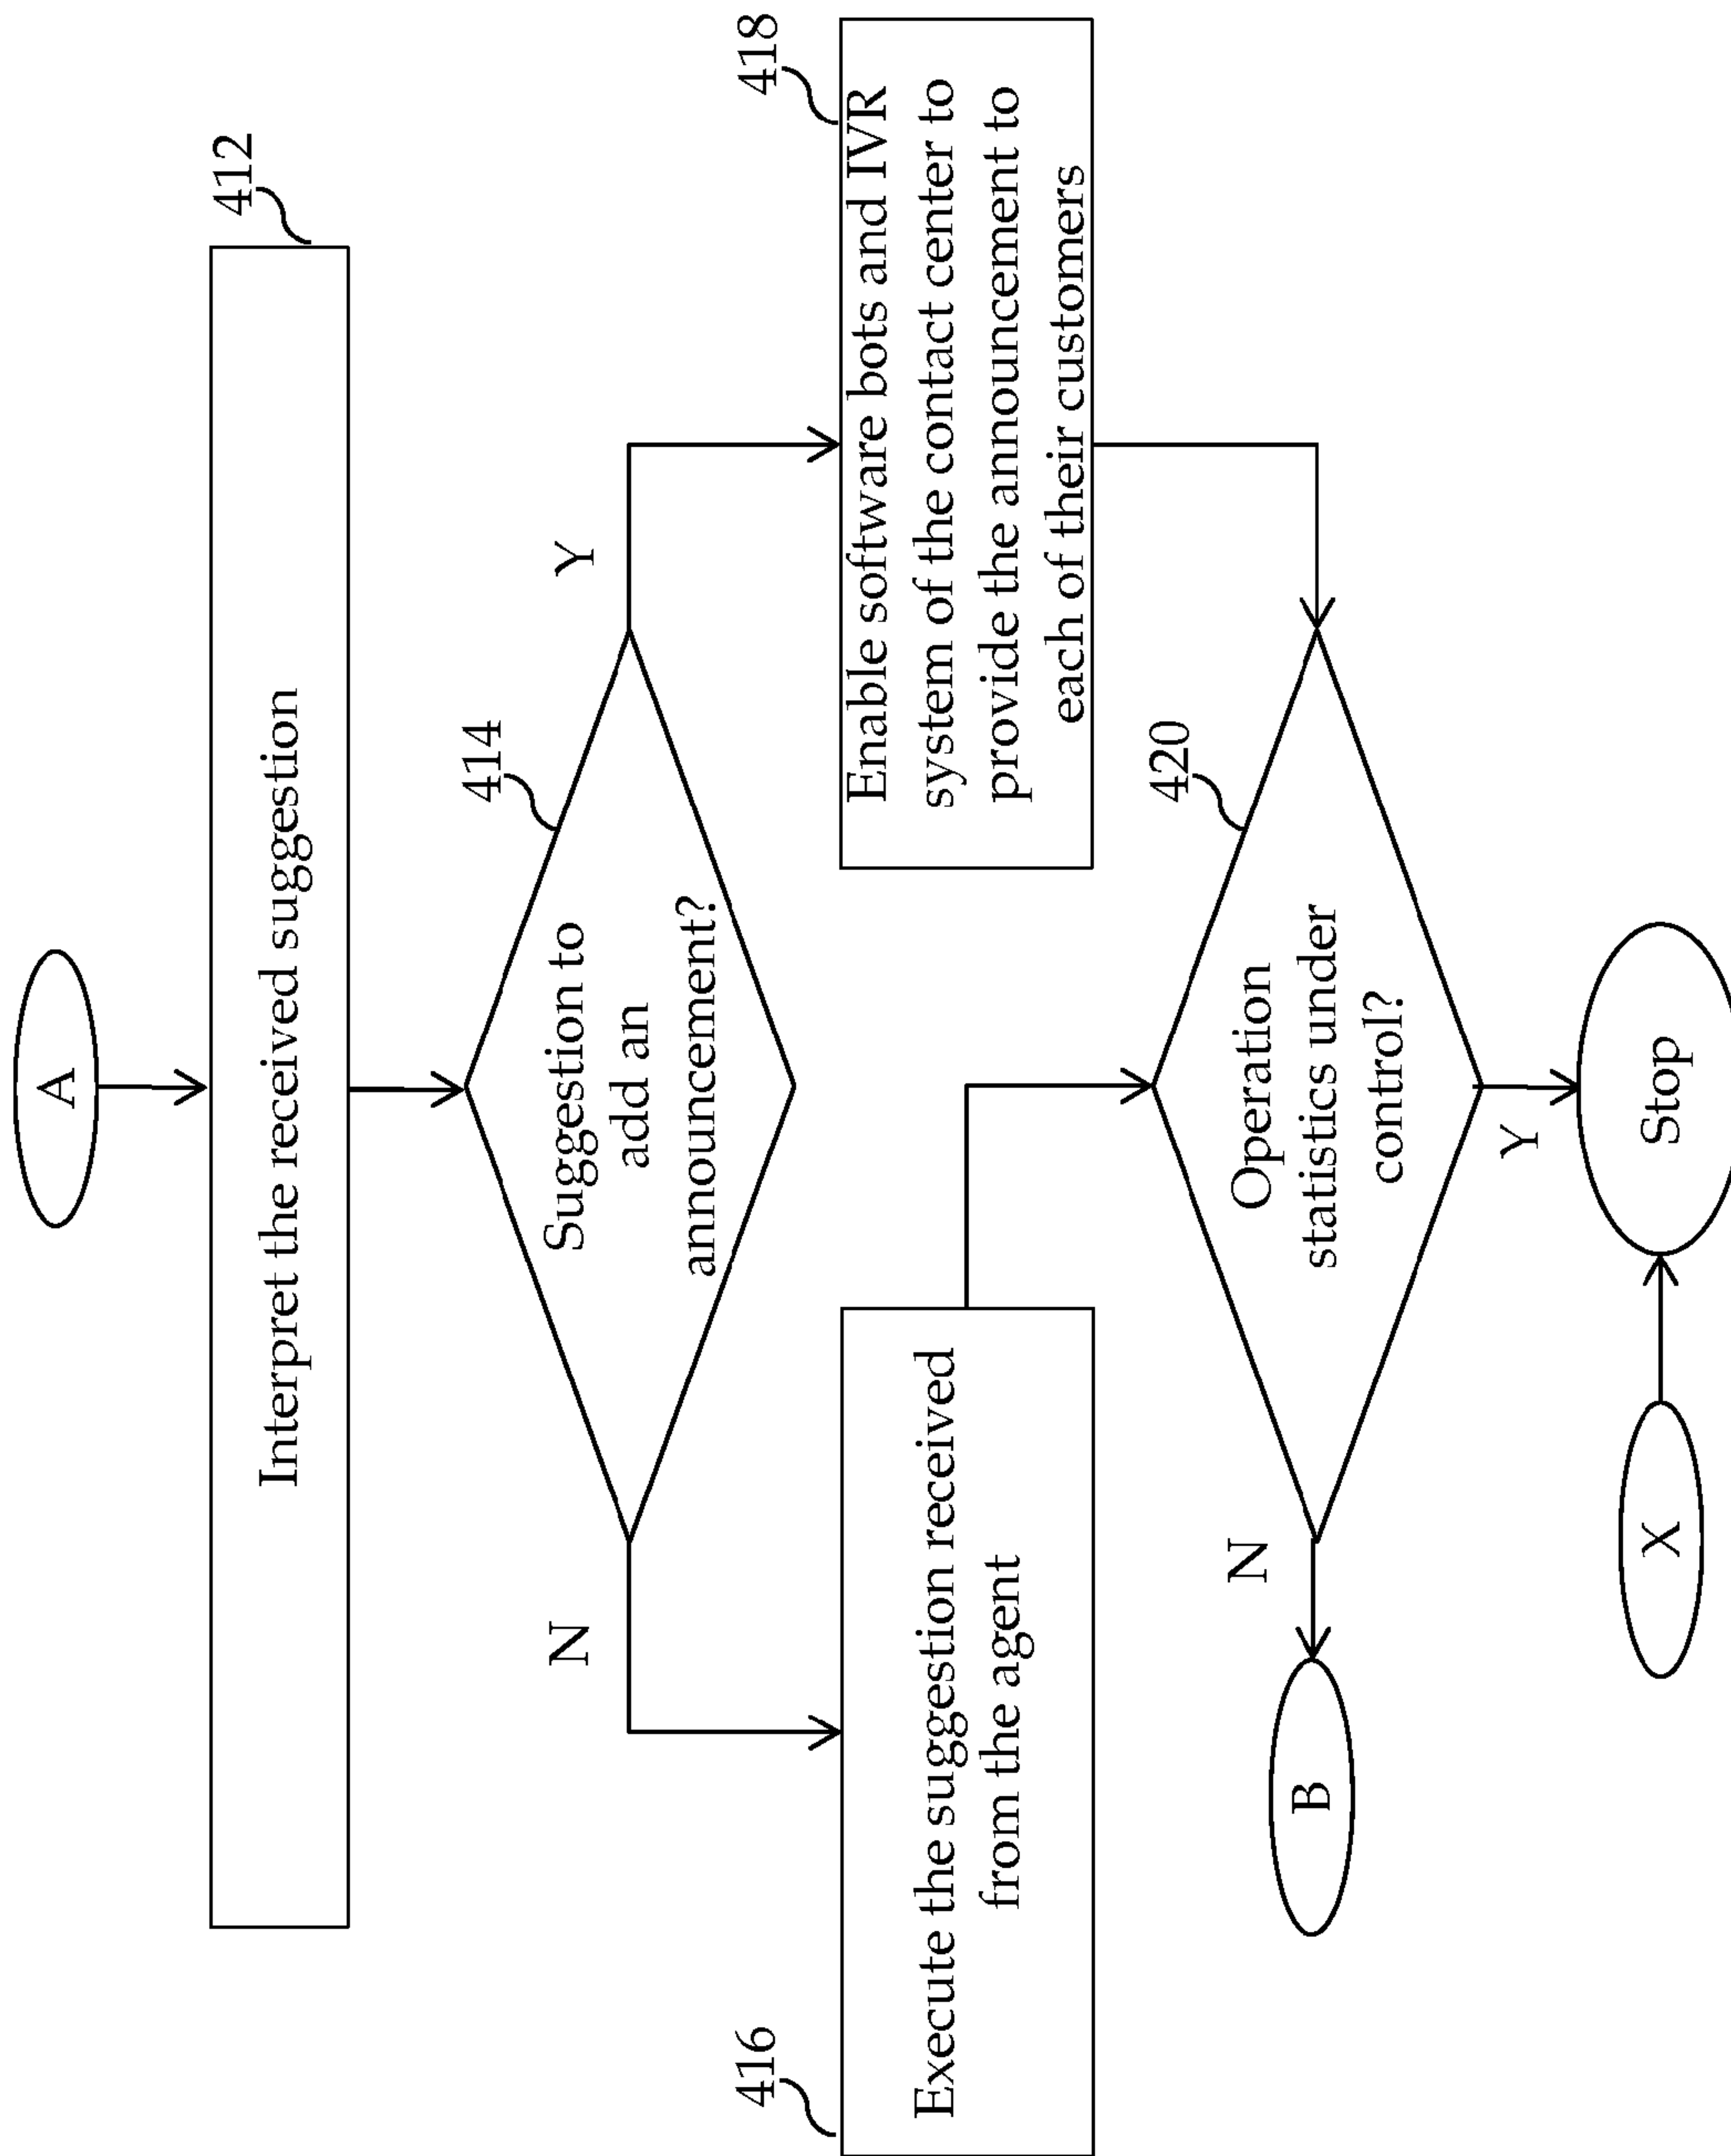 A
412
Interpret the received suggestion
414
Suggestion to
add an
announcement?
N
Y
416
Execute the suggestion received
from the agent
418
Enable software bots and IVR
system of the contact center to
provide the announcement to
each of their customers
420
Operation
statistics under
control?
N
B
Y
X
Stop